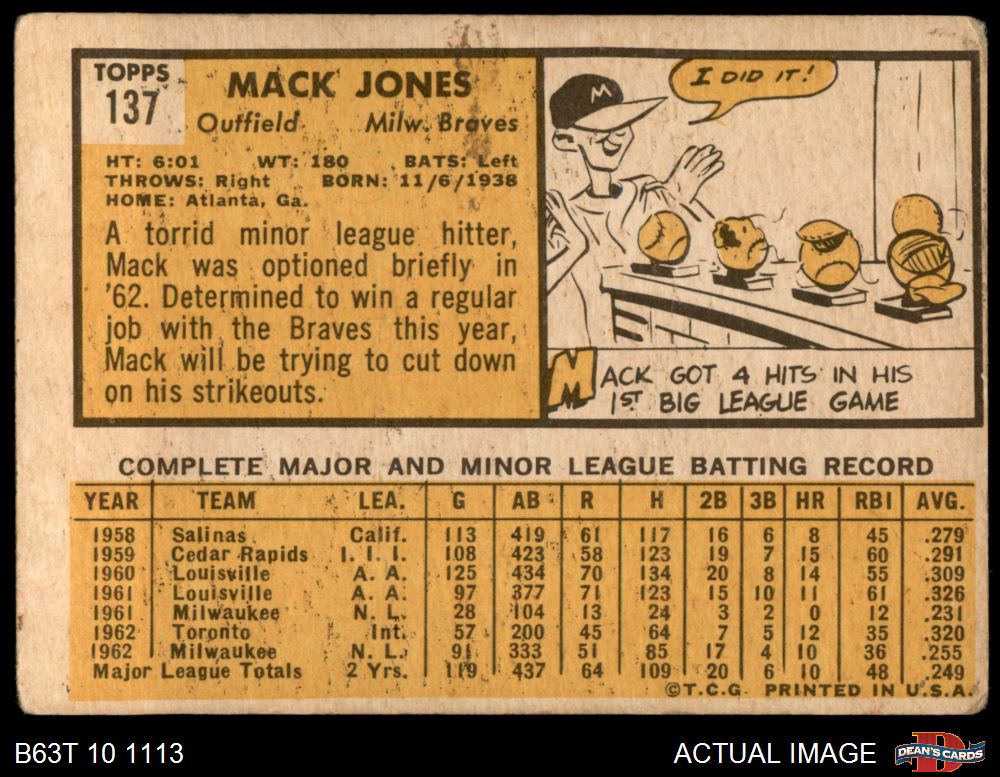 TOPPS
137
MACK JONES
Outfield Milw. Braves
HT: 6:01 WT: 180 BATS: Left
THROWS: Right BORN: 11/6/1938
HOME: Atlanta, Ga.
A torrid minor league hitter,
Mack was optioned briefly in
'62. Determined to win a regular
job with the Braves this year,
Mack will be trying to cut down
on his strikeouts.
M
I DID IT!
MACK GOT 4 HITS IN HIS
1ST BIG LEAGUE GAME
COMPLETE MAJOR AND MINOR LEAGUE BATTING RECORD
YEAR TEAM LEA. G AB R H 2B 3B HR RBI AVG.
1958 Salinas Calif. 113 419 61 117 16 6 8 45 .279
1959 Cedar Rapids I. I. I. 108 423 58 123 19 7 15 60 .291
1960 Louisville A. A. 125 434 70 134 20 8 14 55 .309
1961 Louisville A. A. 97 377 71 123 15 10 11 61 .326
1961 Milwaukee N. L. 28 104 13 24 3 2 0 12 .231
1962 Toronto Int. 57 200 45 64 7 5 12 35 .320
1962 Milwaukee N. L. 91 333 51 85 17 4 10 36 .255
Major League Totals 2 Yrs. 119 437 64 109 20 6 10 48 .249
©T.C.G. PRINTED IN U.S.A.
B63T 10 1113 ACTUAL IMAGE DEAN'S CARDS